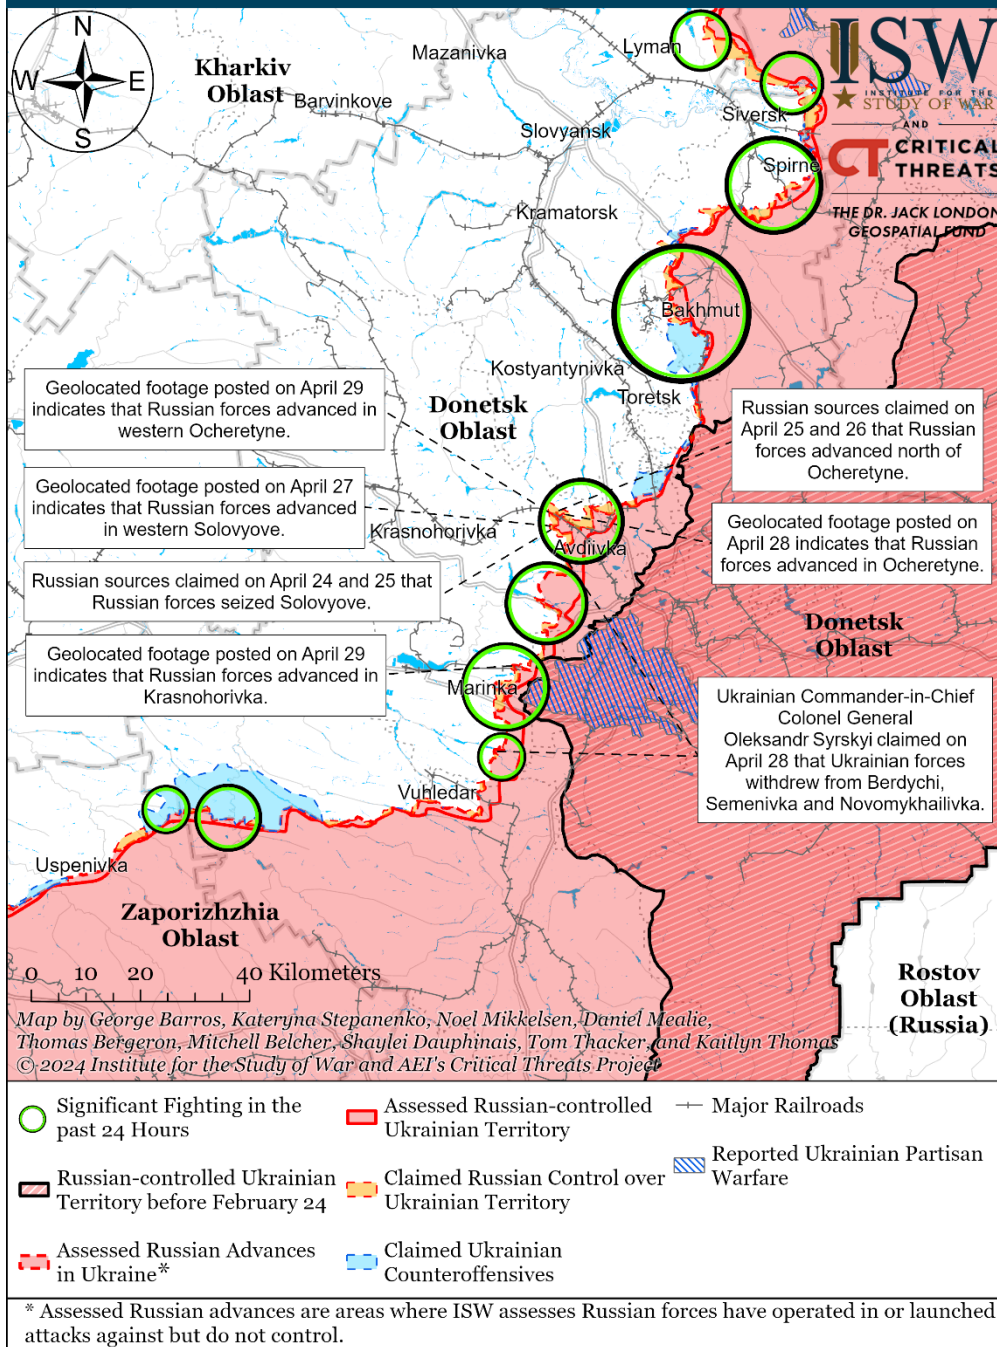 N
W
E
S
Kharkiv
Oblast
Mazanivka
Barvinkove
Lyman
Slovyansk
Siversk
Spirne
Kramatorsk
ISW
INSTITUTE FOR THE
STUDY OF WAR
AND
CT CRITICAL
THREATS
THE DR. JACK LONDON
GEOSPATIAL FUND
Bakhmut
Kostyantynivka
Toretsk
Donetsk
Oblast
Geolocated footage posted on April 29
indicates that Russian forces advanced in
western Ocheretyne.
Geolocated footage posted on April 27
indicates that Russian forces advanced
in western Solovyove.
Russian sources claimed on April 24 and 25 that
Russian forces seized Solovyove.
Geolocated footage posted on April 29
indicates that Russian forces advanced in
Krasnohorivka.
Russian sources claimed on
April 25 and 26 that Russian
forces advanced north of
Ocheretyne.
Geolocated footage posted on
April 28 indicates that Russian
forces advanced in Ocheretyne.
Krasnohorivka
Avdiivka
Donetsk
Oblast
Marinka
Ukrainian Commander-in-Chief
Colonel General
Oleksandr Syrskyi claimed on
April 28 that Ukrainian forces
withdrew from Berdychi,
Semenivka and Novomykhailivka.
Vuhledar
Uspenivka
Zaporizhzhia
Oblast
Rostov
Oblast
(Russia)
0 10 20 40 Kilometers
Map by George Barros, Kateryna Stepanenko, Noel Mikkelsen, Daniel Mealie,
Thomas Bergeron, Mitchell Belcher, Shaylei Dauphinais, Tom Thacker, and Kaitlyn Thomas
© 2024 Institute for the Study of War and AEI's Critical Threats Project
Significant Fighting in the
past 24 Hours
Russian-controlled Ukrainian
Territory before February 24
Assessed Russian Advances
in Ukraine*
Assessed Russian-controlled
Ukrainian Territory
Claimed Russian Control over
Ukrainian Territory
Claimed Ukrainian
Counteroffensives
Major Railroads
Reported Ukrainian Partisan
Warfare
* Assessed Russian advances are areas where ISW assesses Russian forces have operated in or launched
attacks against but do not control.